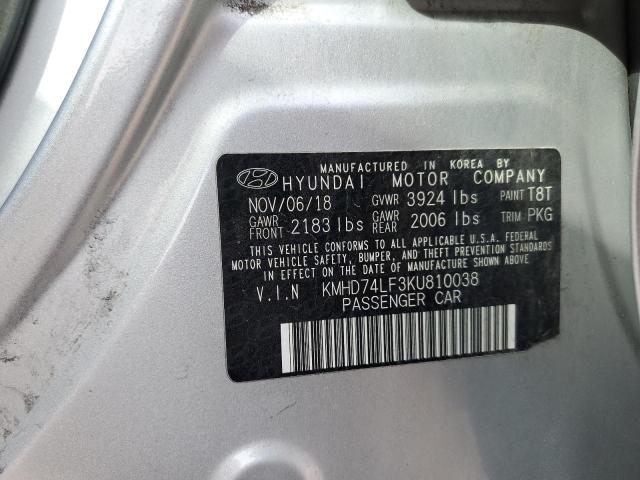 MANUFACTURED IN KOREA BY
HYUNDAI MOTOR COMPANY
NOV/06/18 GVWR 3924 lbs PAINT T8T
GAWR FRONT 2183 lbs GAWR REAR 2006 lbs TRIM PKG
THIS VEHICLE CONFORMS TO ALL APPLICABLE U.S.A. FEDERAL
MOTOR VEHICLE SAFETY, BUMPER, AND THEFT PREVENTION STANDARDS
IN EFFECT ON THE DATE OF MANUFACTURE SHOWN ABOVE.
V.I.N KMHD74LF3KU810038
PASSENGER CAR